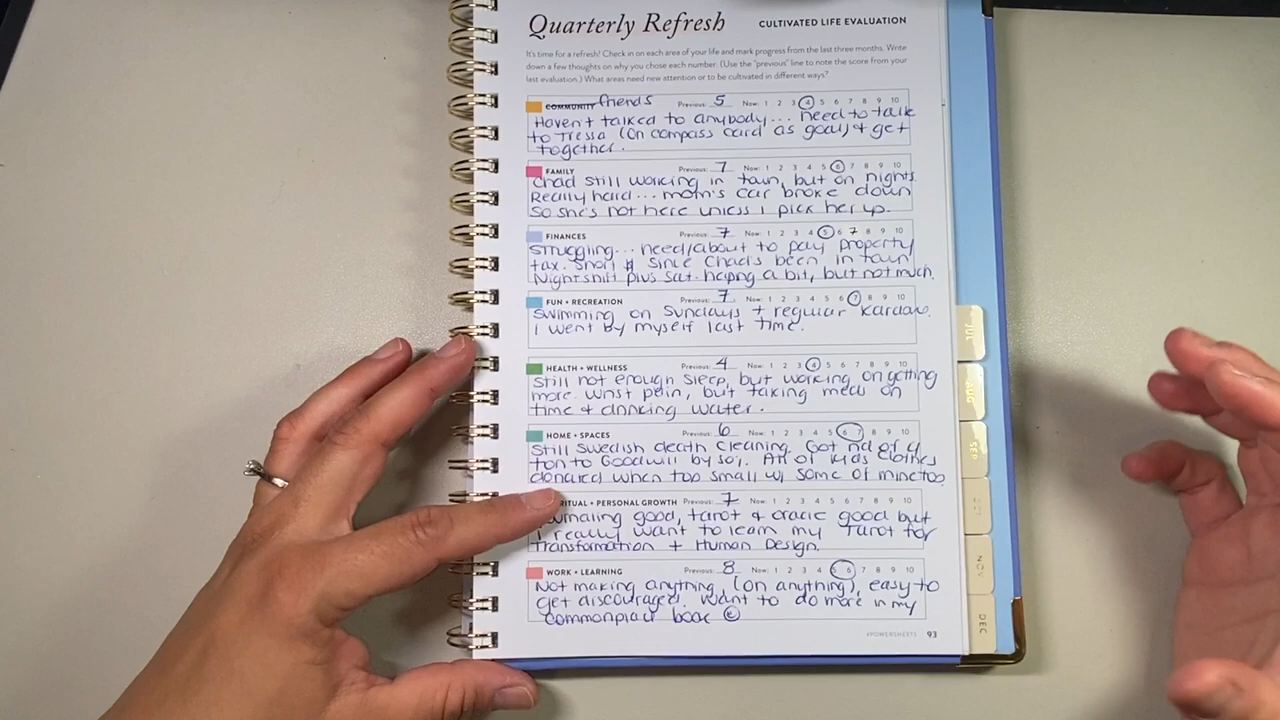 Quarterly Refresh CULTIVATED LIFE EVALUATION
It's time for a refresh! Check in on each area of your life and mark progress from the last three months. Write
down a few thoughts on why you chose each number. (Use the "previous" line to note the score from your
last evaluation.) What areas need new attention or to be cultivated in different ways?
COMMUNITY friends Previous: 5 Now: 1 2 3 4 5 6 7 8 9 10
Haven't talked to anybody... need to talk
to Tressa (on compass card as goal) & get
together.
FAMILY Previous: 7 Now: 1 2 3 4 5 6 7 8 9 10
Chad still working in town, but on nights.
Really hard... mom's car broke down
so she's not here unless I pick her up.
FINANCES Previous: 7 Now: 1 2 3 4 5 6 7 8 9 10
Struggling... need/about to pay property
tax. Short $ since Chad's been in town
Nightshift plus Sat. helping a bit, but not much.
FUN + RECREATION Previous: 7 Now: 1 2 3 4 5 6 7 8 9 10
Swimming on Sundays + regular
I went by myself last time.
HEALTH + WELLNESS Previous: 4 Now: 1 2 3 4 5 6 7 8 9 10
Still not enough sleep, but working on getting
more. Wrist pain, but taking meds on
time & drinking water.
HOME + SPACES Previous: 6 Now: 1 2 3 4 5 6 7 8 9 10
Still Swedish death cleaning. Got rid of a
ton to Goodwill by soj. All of kids clothes
donated when too small w/ some of mine too.
RITUAL + PERSONAL GROWTH Previous: 7 Now: 1 2 3 4 5 6 7 8 9 10
Journaling good, tarot & oracle good but
I really want to learn my Tarot for
Transformation + Human Design.
WORK + LEARNING Previous: 8 Now: 1 2 3 4 5 6 7 8 9 10
Not making anything (on anything), easy to
get discouraged. Want to do more in my
commonplace book
#POWERSHEETS 93
JUL
AUG
SEP
OCT
NOV
DEC